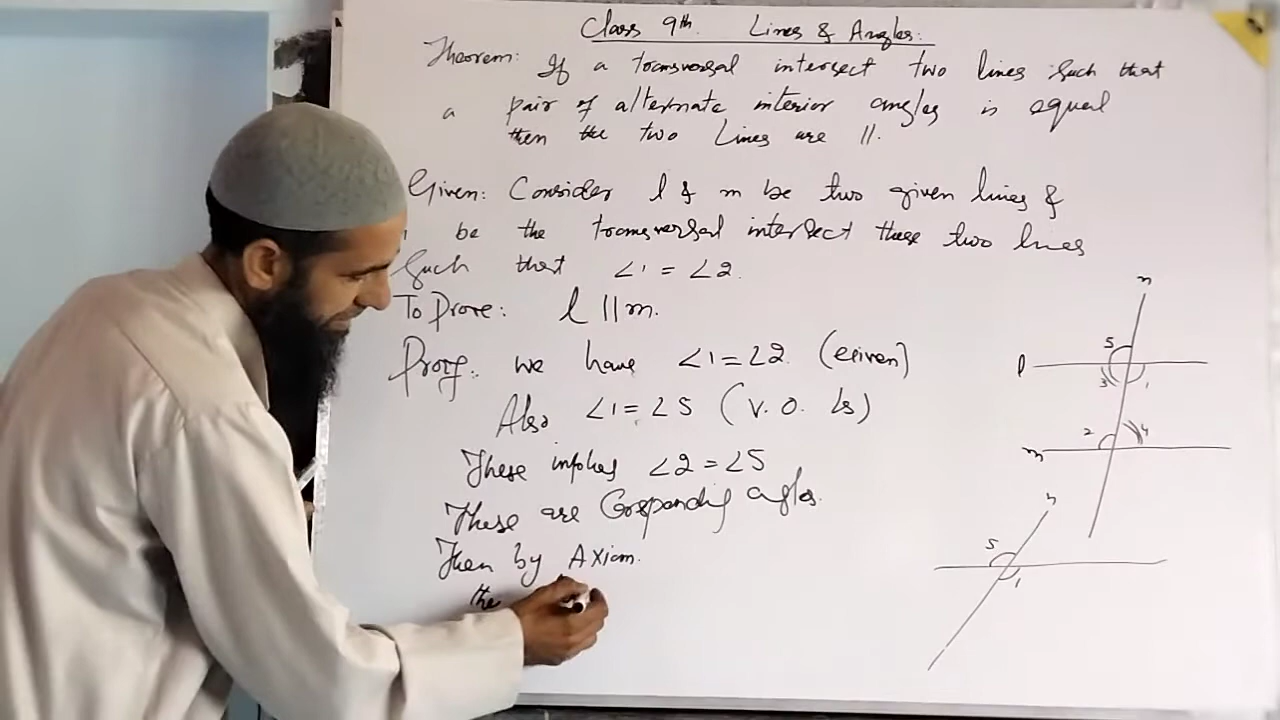 Class 9th. Lines & Angles:
Theorem: If a transversal intersect two lines such that
a pair of alternate interior angles is equal
then the two Lines are ||.
Given: Consider l & m be two given lines &
be the transversal intersect these two lines
Such that ∠1 = ∠2.
To Prove: l || m.
Proof: we have ∠1 = ∠2. (Given)
Also ∠1 = ∠5 (V. O. ∠s)
These implies ∠2 = ∠5
These are Corresponding angles.
Then by Axiom.
the
n
5
l
3 1
2 4
m
n
5
1